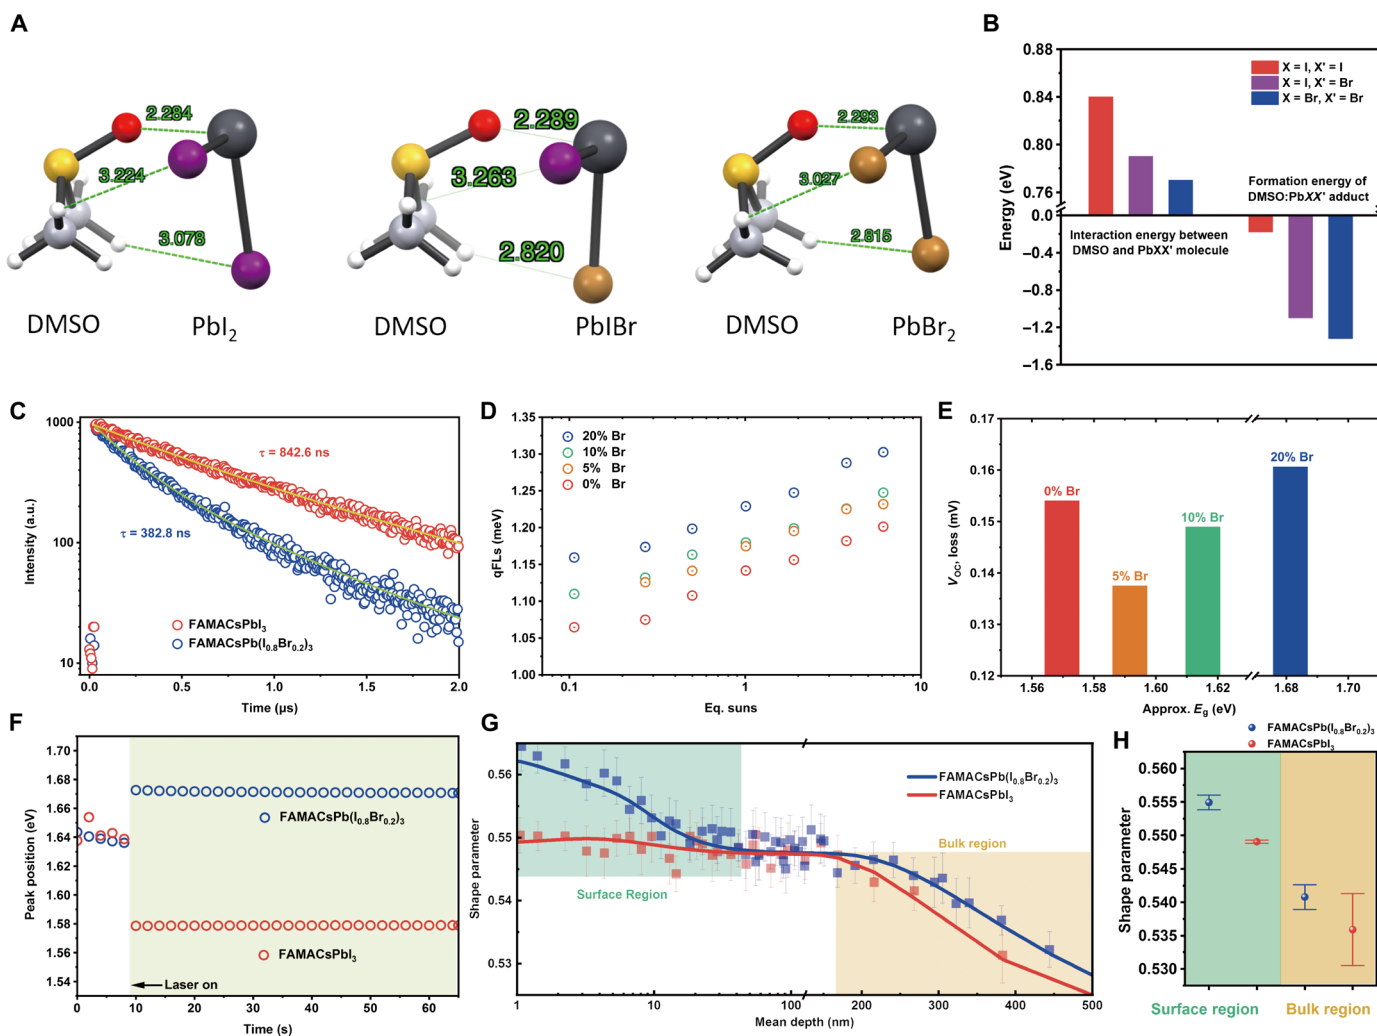 A
2.284
3.224
3.078
DMSO PbI2
2.289
3.263
2.820
DMSO PbIBr
2.293
3.027
2.815
DMSO PbBr2
B
Energy (eV)
0.88
0.84
0.80
0.76
0.0
–0.4
–0.8
–1.2
–1.6
X = I, X' = I
X = I, X' = Br
X = Br, X' = Br
Formation energy of
DMSO:PbXX' adduct
Interaction energy between
DMSO and PbXX' molecule
C
Intensity (a.u.)
1000
100
10
τ = 842.6 ns
τ = 382.8 ns
FAMACsPbI3
FAMACsPb(I0.8Br0.2)3
0.0 0.5 1.0 1.5 2.0
Time (µs)
D
qFLs (meV)
1.35
1.30
1.25
1.20
1.15
1.10
1.05
1.00
20% Br
10% Br
5% Br
0% Br
0.1 1 10
Eq. suns
E
VOC, loss (mV)
0.17
0.16
0.15
0.14
0.13
0.12
0% Br
5% Br
10% Br
20% Br
1.56 1.58 1.60 1.62 1.68 1.70
Approx. Eg (eV)
F
Peak position (eV)
1.70
1.68
1.66
1.64
1.62
1.60
1.58
1.56
1.54
FAMACsPb(I0.8Br0.2)3
FAMACsPbI3
Laser on
0 10 20 30 40 50 60
Time (s)
G
Shape parameter
0.56
0.55
0.54
0.53
FAMACsPb(I0.8Br0.2)3
FAMACsPbI3
Surface Region
Bulk region
1 10 100 200 300 400 500
Mean depth (nm)
H
FAMACsPb(I0.8Br0.2)3
FAMACsPbI3
Shape parameter
0.560
0.555
0.550
0.545
0.540
0.535
0.530
Surface region Bulk region